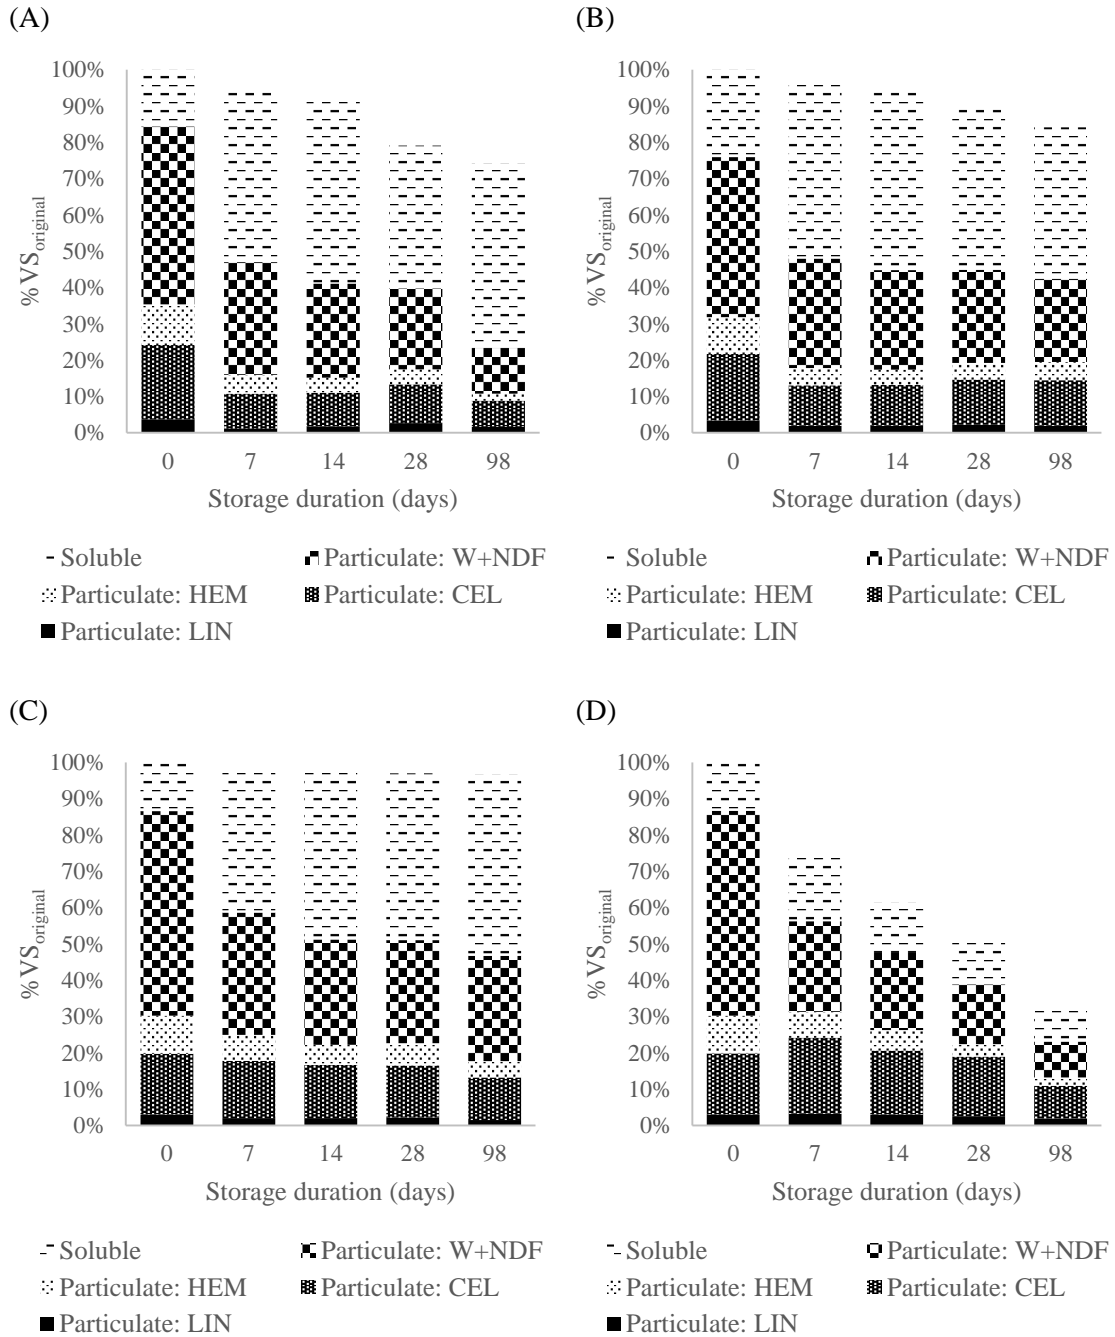 (A)
100%
90%
80%
70%
60%
50%
40%
30%
20%
10%
0%
% VSoriginal
0 7 14 28 98
Storage duration (days)
Soluble Particulate: W+NDF
Particulate: HEM Particulate: CEL
Particulate: LIN
(B)
100%
90%
80%
70%
60%
50%
40%
30%
20%
10%
0%
% VSoriginal
0 7 14 28 98
Storage duration (days)
Soluble Particulate: W+NDF
Particulate: HEM Particulate: CEL
Particulate: LIN
(C)
100%
90%
80%
70%
60%
50%
40%
30%
20%
10%
0%
% VSoriginal
0 7 14 28 98
Storage duration (days)
Soluble Particulate: W+NDF
Particulate: HEM Particulate: CEL
Particulate: LIN
(D)
100%
90%
80%
70%
60%
50%
40%
30%
20%
10%
0%
% VSoriginal
0 7 14 28 98
Storage duration (days)
Soluble Particulate: W+NDF
Particulate: HEM Particulate: CEL
Particulate: LIN